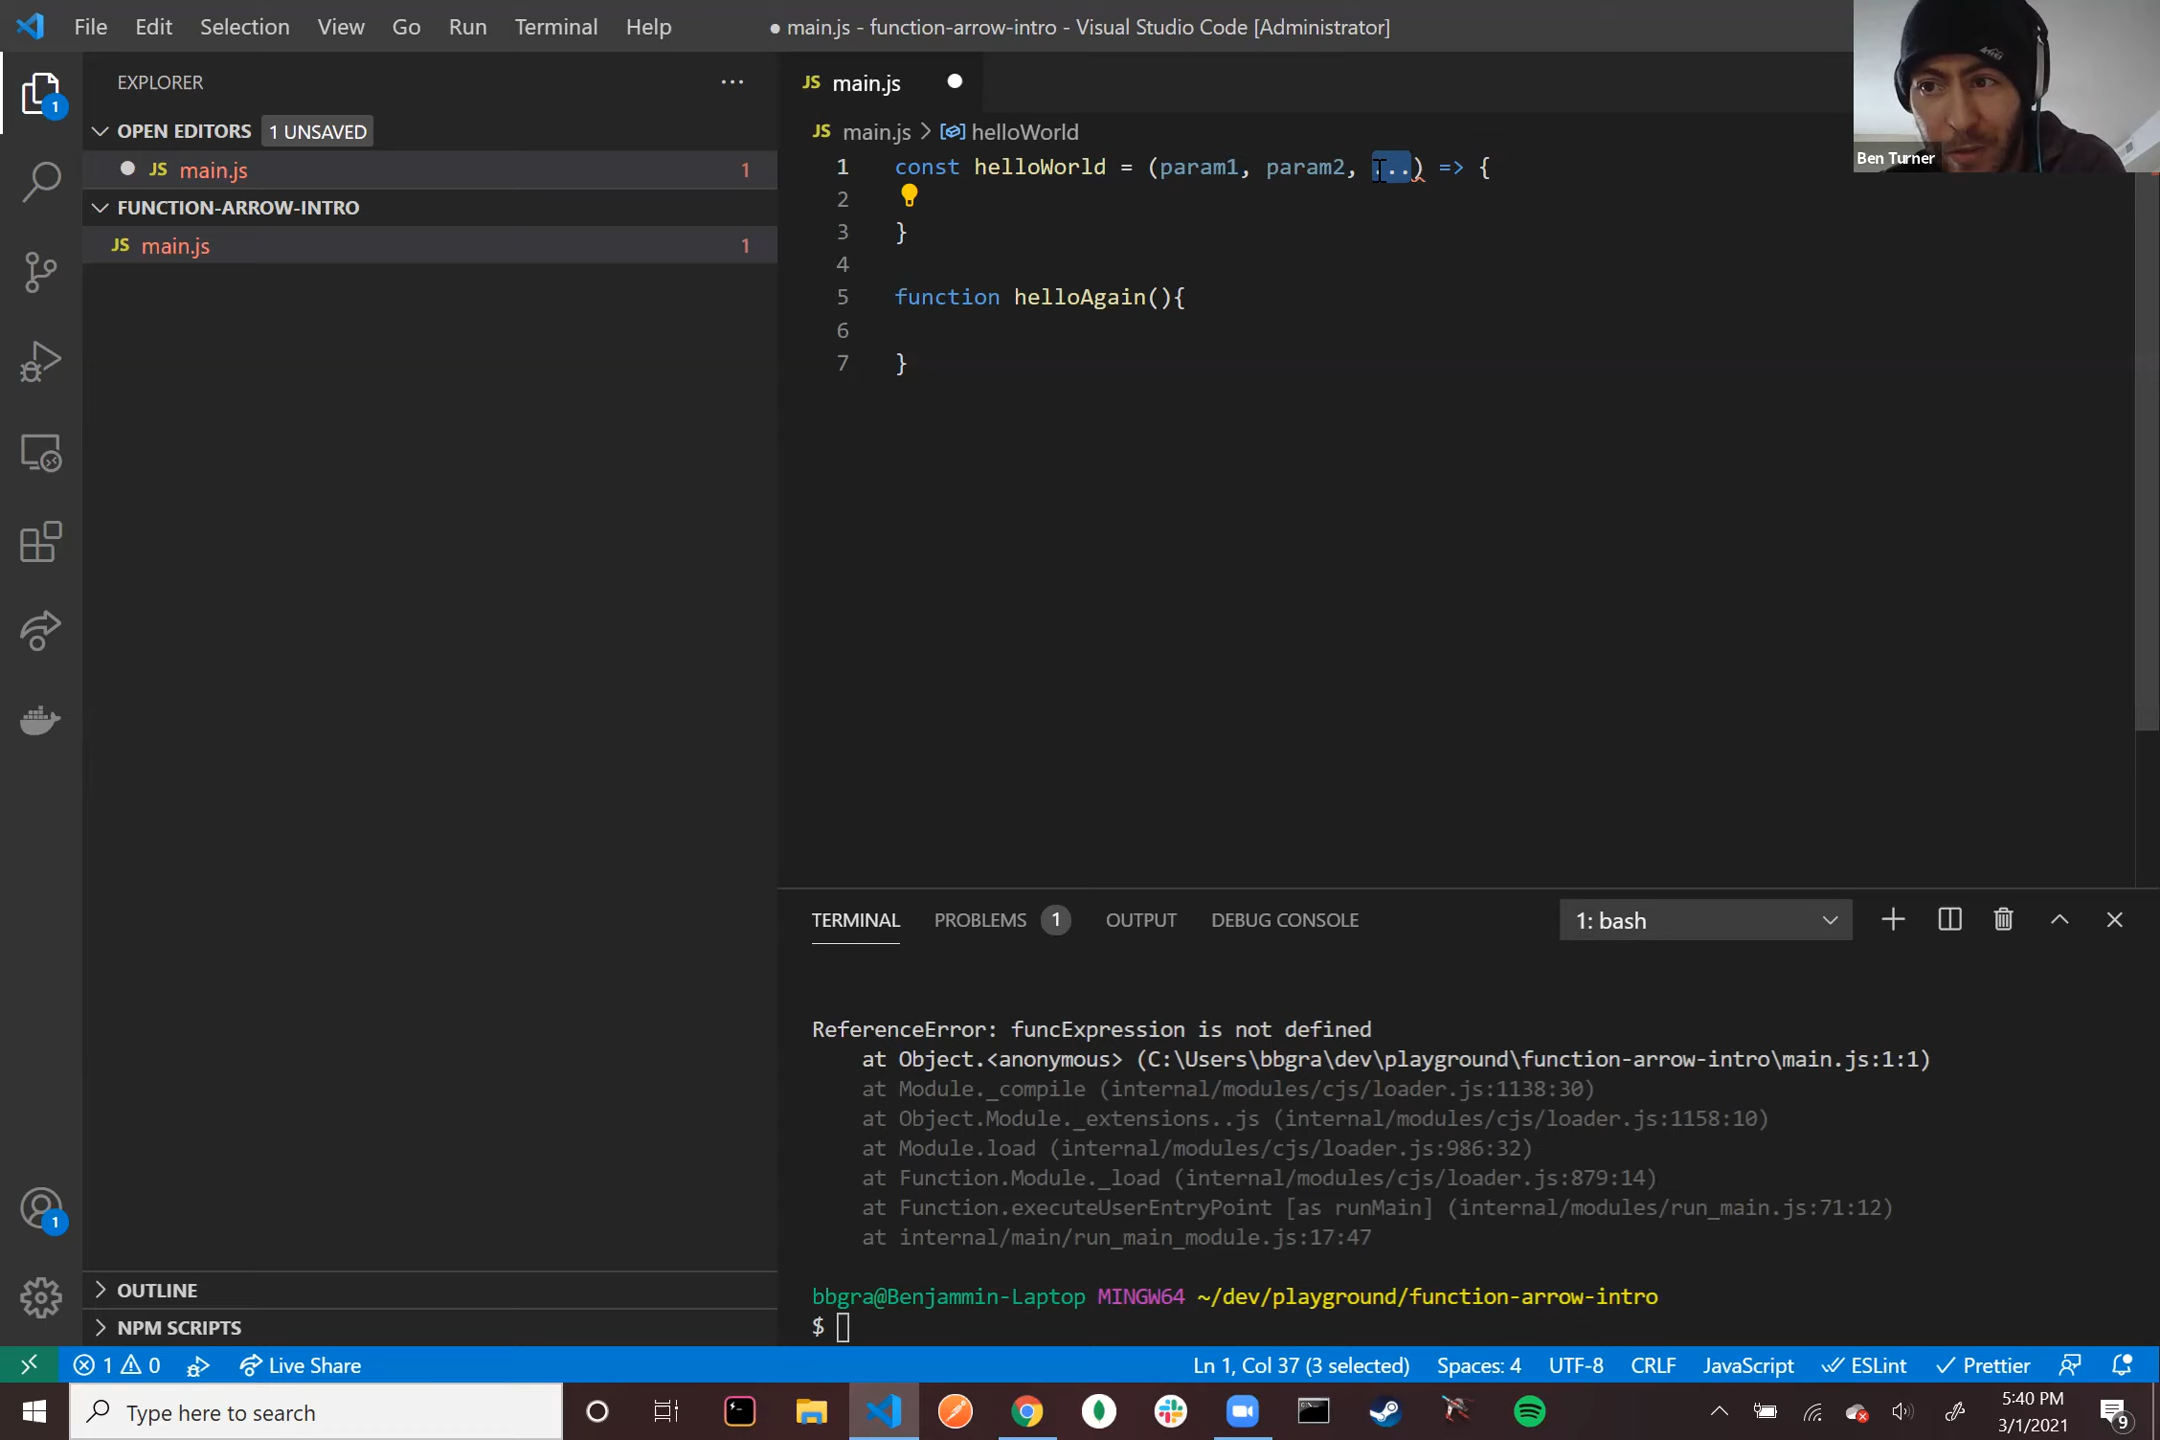 File Edit Selection View Go Run Terminal Help
● main.js - function-arrow-intro - Visual Studio Code [Administrator]
Ben Turner
EXPLORER
OPEN EDITORS 1 UNSAVED
JS main.js 1
FUNCTION-ARROW-INTRO
JS main.js 1
OUTLINE
NPM SCRIPTS
1
1
JS main.js
JS main.js > helloWorld
1 const helloWorld = (param1, param2, ...) => {
2
3 }
4
5 function helloAgain(){
6
7 }
TERMINAL PROBLEMS 1 OUTPUT DEBUG CONSOLE 1: bash
ReferenceError: funcExpression is not defined
at Object.<anonymous> (C:\Users\bbgra\dev\playground\function-arrow-intro\main.js:1:1)
at Module._compile (internal/modules/cjs/loader.js:1138:30)
at Object.Module._extensions..js (internal/modules/cjs/loader.js:1158:10)
at Module.load (internal/modules/cjs/loader.js:986:32)
at Function.Module._load (internal/modules/cjs/loader.js:879:14)
at Function.executeUserEntryPoint [as runMain] (internal/modules/run_main.js:71:12)
at internal/main/run_main_module.js:17:47
bbgra@Benjammin-Laptop MINGW64 ~/dev/playground/function-arrow-intro
$
1 0 Live Share Ln 1, Col 37 (3 selected) Spaces: 4 UTF-8 CRLF JavaScript ESLint Prettier
Type here to search
5:40 PM
3/1/2021
9